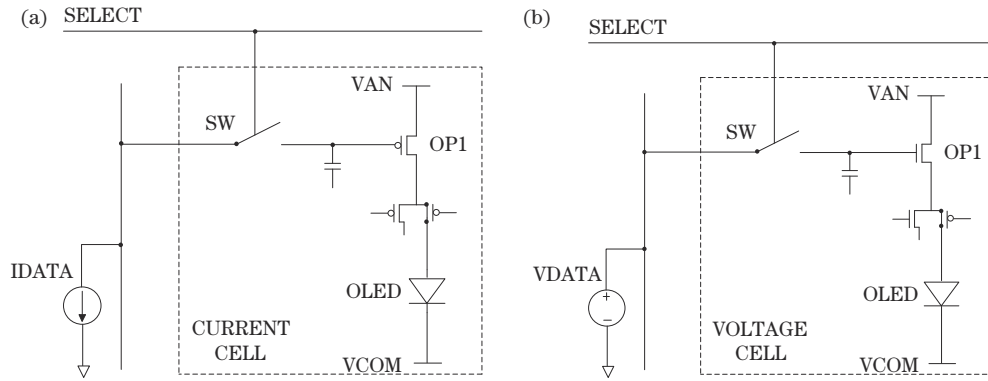 (a)
SELECT
VAN
SW
OP1
IDATA
OLED
CURRENT
CELL
VCOM
(b)
SELECT
VAN
SW
OP1
VDATA
+
−
OLED
VOLTAGE
CELL
VCOM